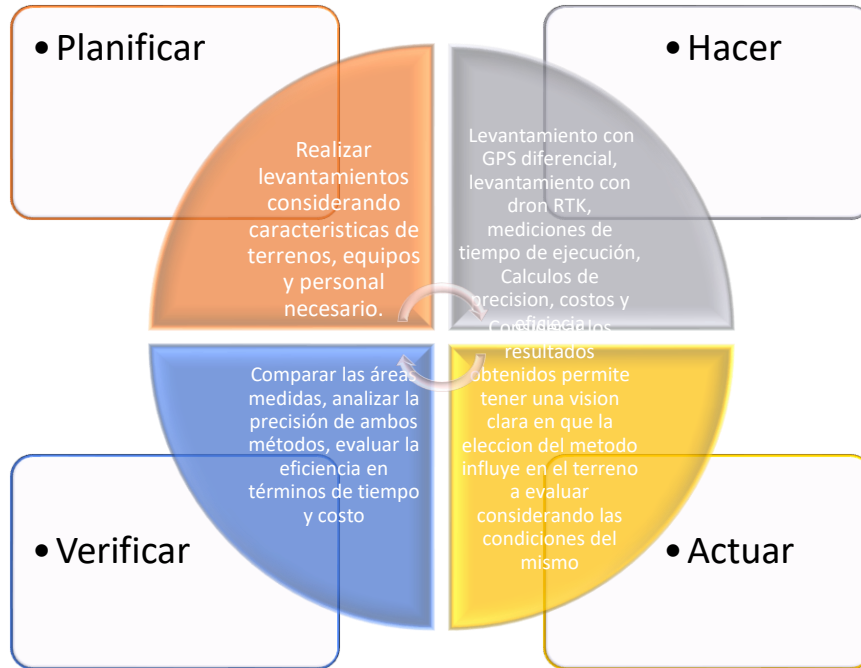 • Planificar
Realizar
levantamientos
considerando
caracteristicas de
terrenos, equipos
y personal
necesario.
• Hacer
Levantamiento con
GPS diferencial,
levantamiento con
dron RTK,
mediciones de
tiempo de ejecución,
Calculos de
precision, costos y
resultados
obtenidos permite
tener una vision
clara en que la
eleccion del metodo
influye en el terreno
a evaluar
considerando las
condiciones del
mismo
• Actuar
Comparar las áreas
medidas, analizar la
precisión de ambos
métodos, evaluar la
eficiencia en
términos de tiempo
y costo
• Verificar